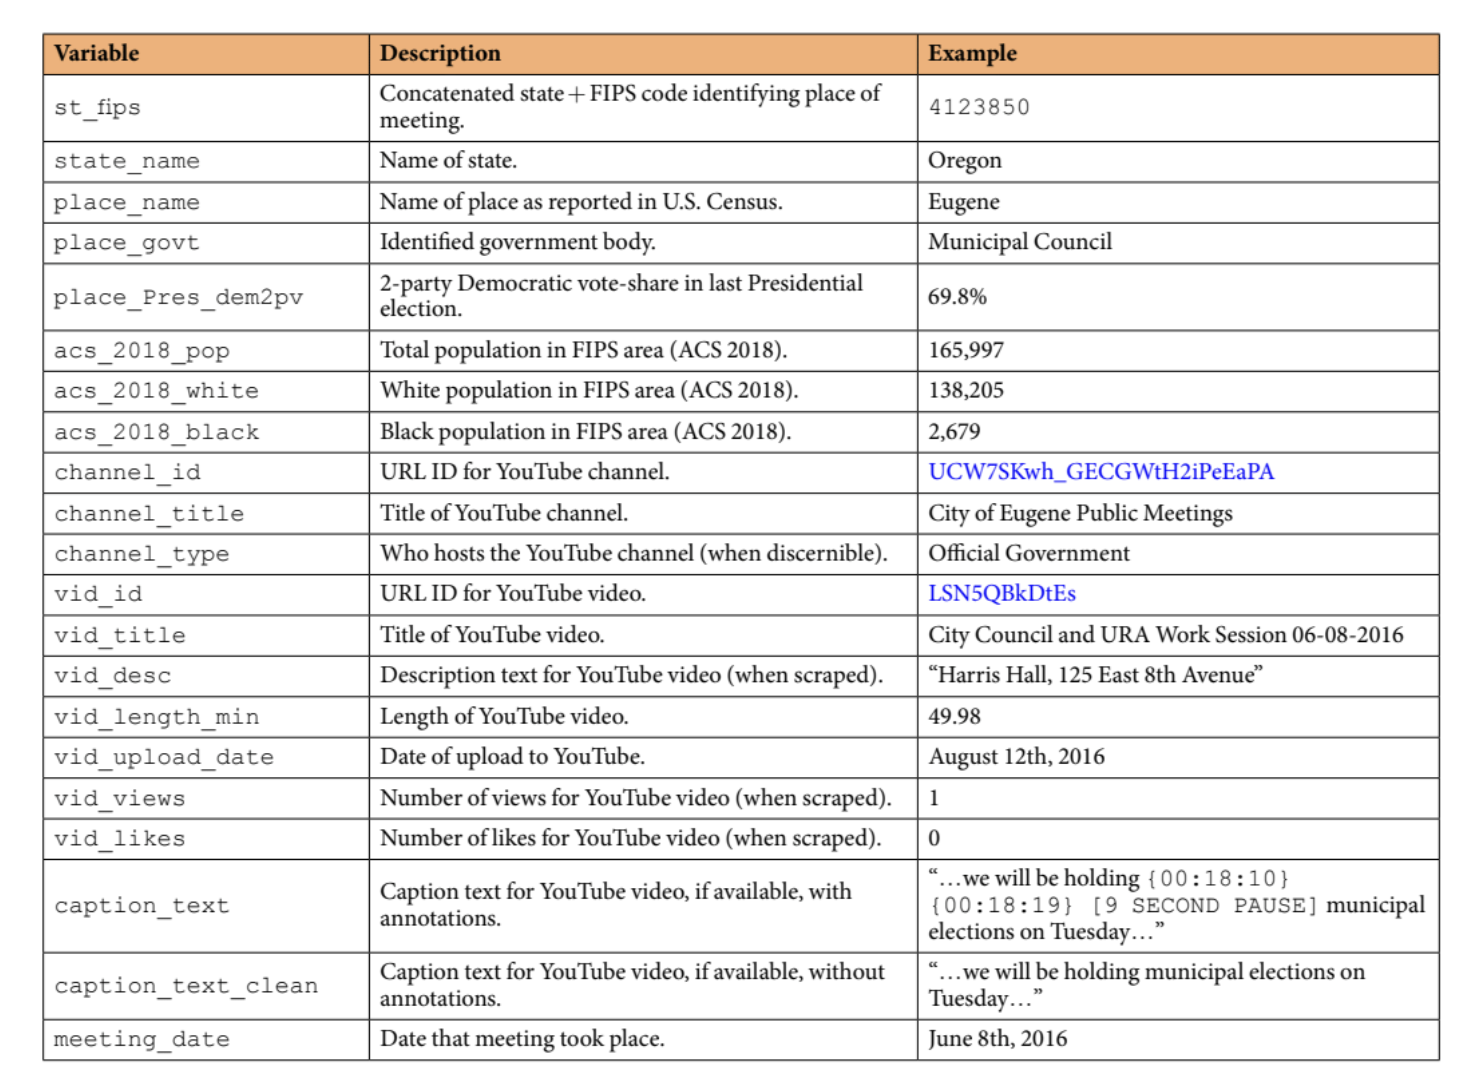 Variable Description Example
st_fips Concatenated state + FIPS code identifying place of
meeting. 4123850
state_name Name of state. Oregon
place_name Name of place as reported in U.S. Census. Eugene
place_govt Identified government body. Municipal Council
place_Pres_dem2pv 2-party Democratic vote-share in last Presidential
election. 69.8%
acs_2018_pop Total population in FIPS area (ACS 2018). 165,997
acs_2018_white White population in FIPS area (ACS 2018). 138,205
acs_2018_black Black population in FIPS area (ACS 2018). 2,679
channel_id URL ID for YouTube channel. UCW7SKwh_GECGWtH2iPeEaPA
channel_title Title of YouTube channel. City of Eugene Public Meetings
channel_type Who hosts the YouTube channel (when discernible). Official Government
vid_id URL ID for YouTube video. LSN5QBkDtEs
vid_title Title of YouTube video. City Council and URA Work Session 06-08-2016
vid_desc Description text for YouTube video (when scraped). “Harris Hall, 125 East 8th Avenue”
vid_length_min Length of YouTube video. 49.98
vid_upload_date Date of upload to YouTube. August 12th, 2016
vid_views Number of views for YouTube video (when scraped). 1
vid_likes Number of likes for YouTube video (when scraped). 0
caption_text Caption text for YouTube video, if available, with
annotations. “…we will be holding {00:18:10}
{00:18:19} [9 SECOND PAUSE] municipal
elections on Tuesday…”
caption_text_clean Caption text for YouTube video, if available, without
annotations. “…we will be holding municipal elections on
Tuesday…”
meeting_date Date that meeting took place. June 8th, 2016